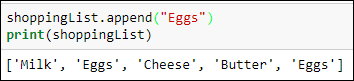 shoppingList.append("Eggs")
print(shoppingList)
['Milk', 'Eggs', 'Cheese', 'Butter', 'Eggs']